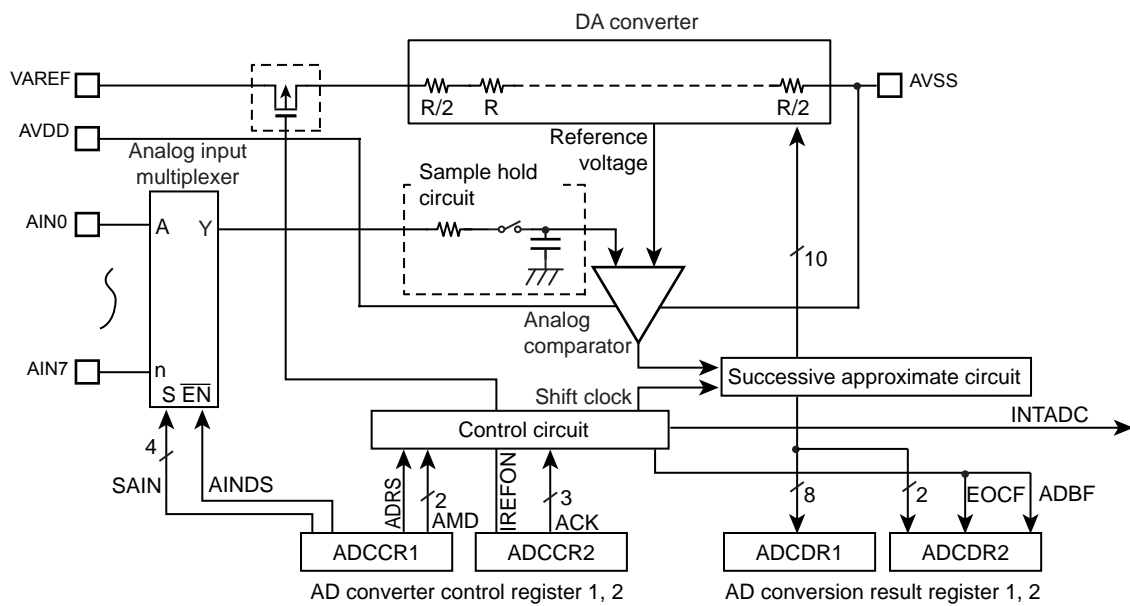 DA converter
VAREF
R/2
R
R/2
AVSS
AVDD
Analog input
multiplexer
Reference
voltage
Sample hold
circuit
AIN0
A
Y
10
Analog
comparator
AIN7
n
S EN
Successive approximate circuit
Shift clock
Control circuit
INTADC
4
SAIN
AINDS
ADRS
2
AMD
IREFON
3
ACK
8
2
EOCF
ADBF
ADCCR1
ADCCR2
ADCDR1
ADCDR2
AD converter control register 1, 2
AD conversion result register 1, 2